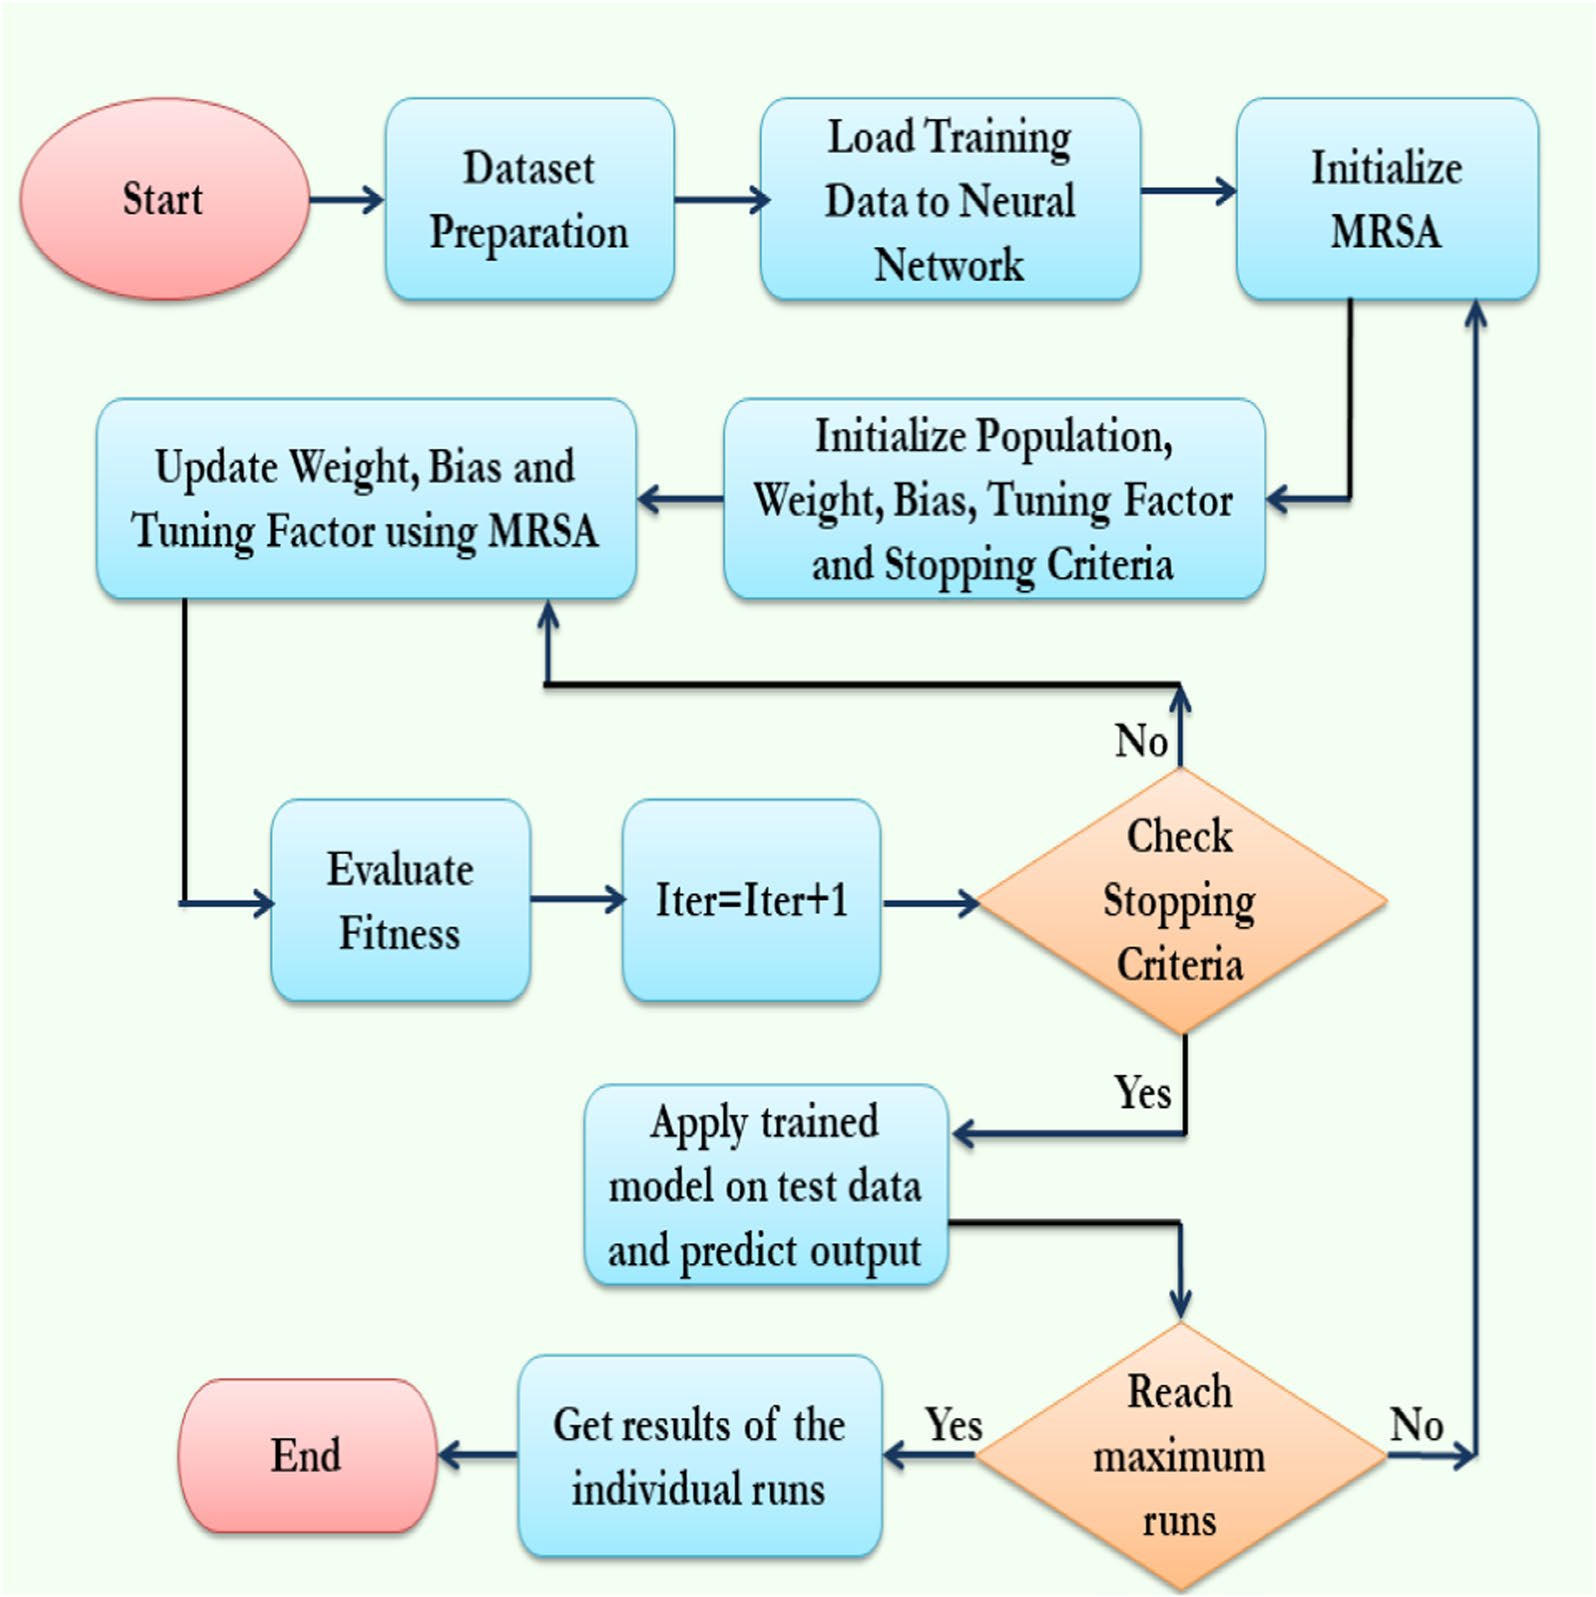 Start
Dataset
Preparation
Load Training
Data to Neural
Network
Initialize
MRSA
Update Weight, Bias and
Tuning Factor using MRSA
Initialize Population,
Weight, Bias, Tuning Factor
and Stopping Criteria
No
Evaluate
Fitness
Iter=Iter+1
Check
Stopping
Criteria
Yes
Apply trained
model on test data
and predict output
End
Get results of the
individual runs
Yes
Reach
maximum
runs
No